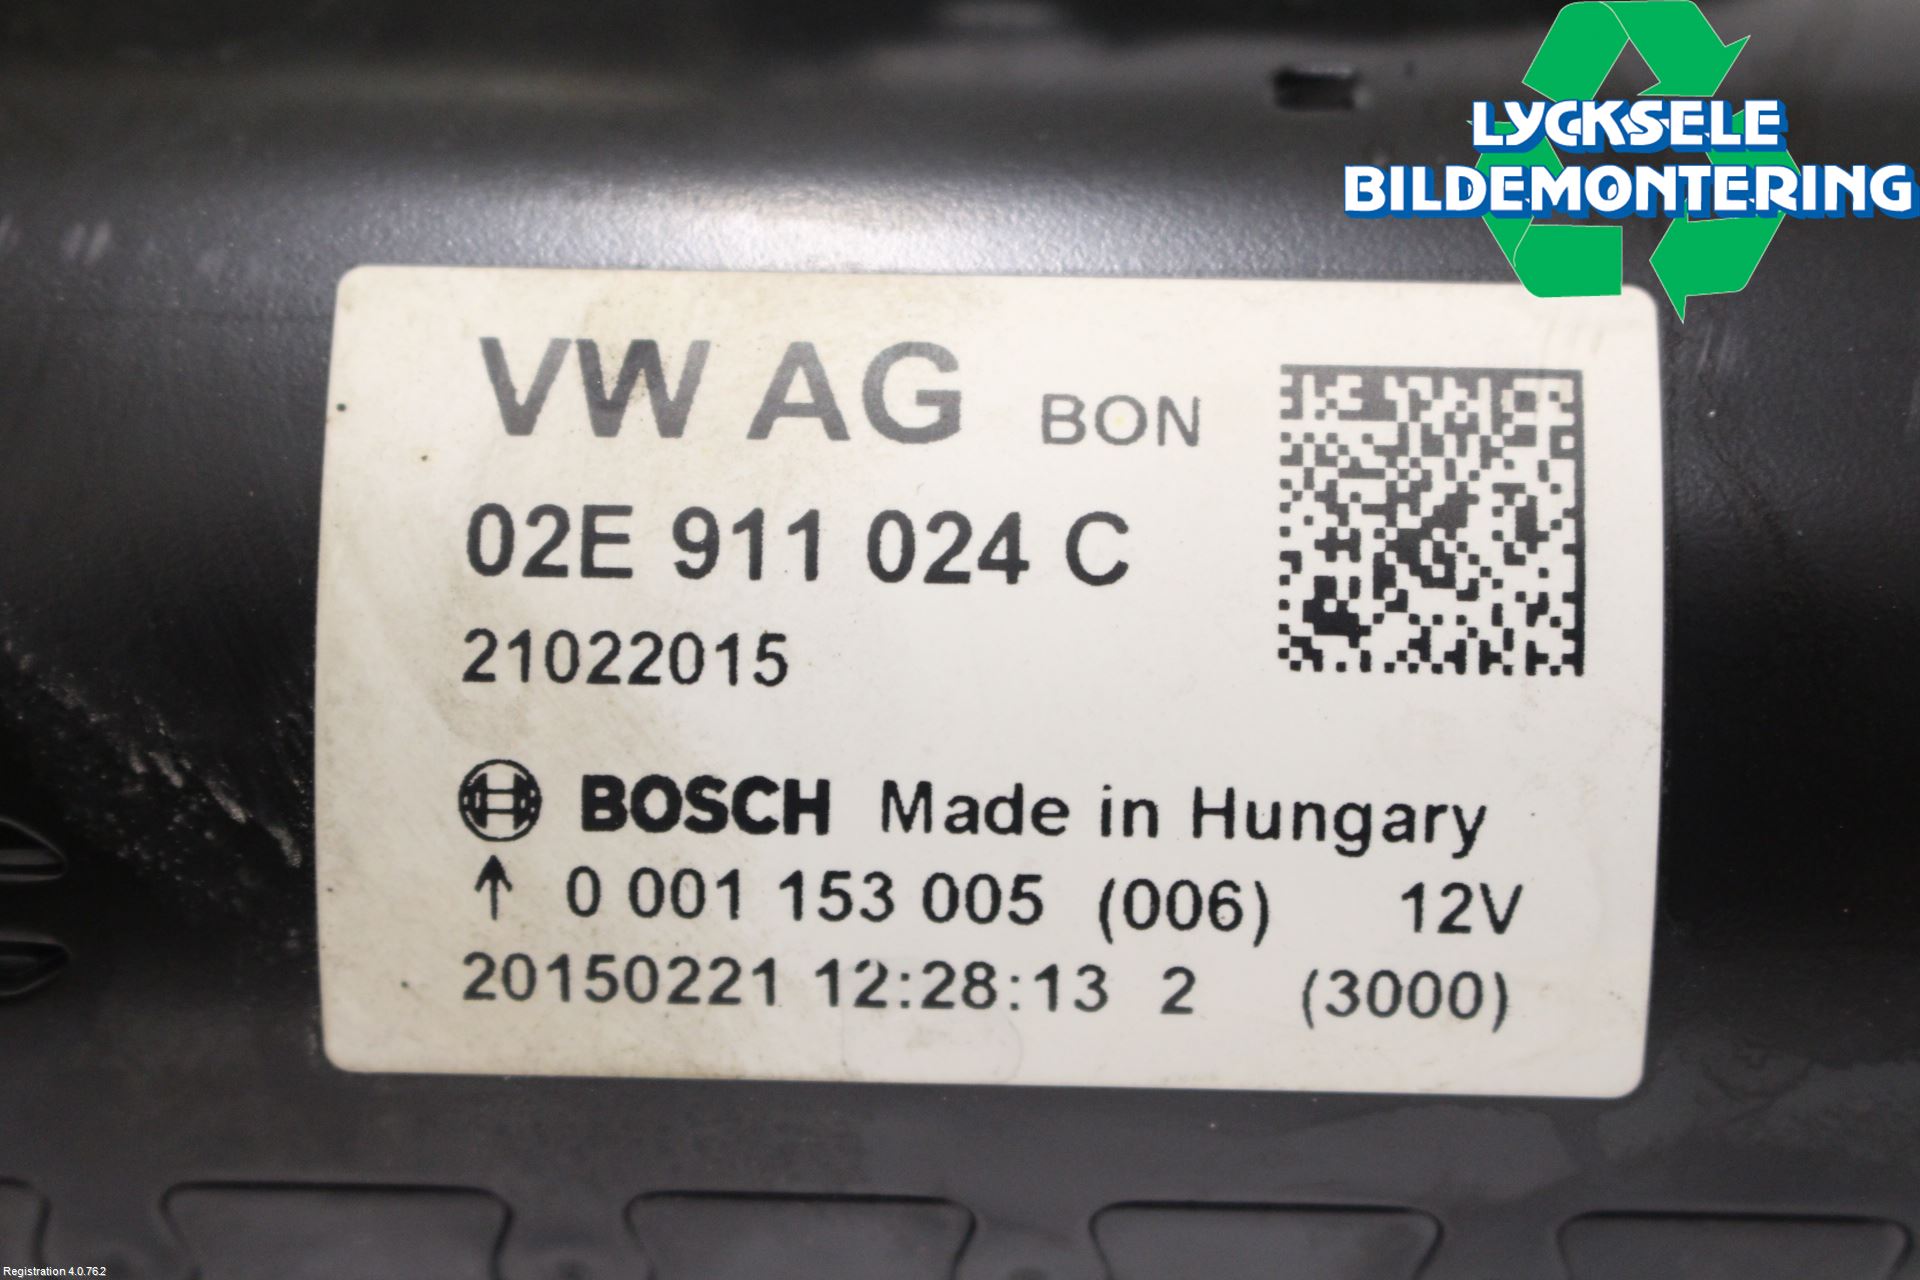 LYCKSELE
BILDEMONTERING
VW AG BON
02E 911 024 C
21022015
BOSCH Made in Hungary
↑ 0 001 153 005 (006) 12V
20150221 12:28:13 2 (3000)
Registration 4.0.76.2